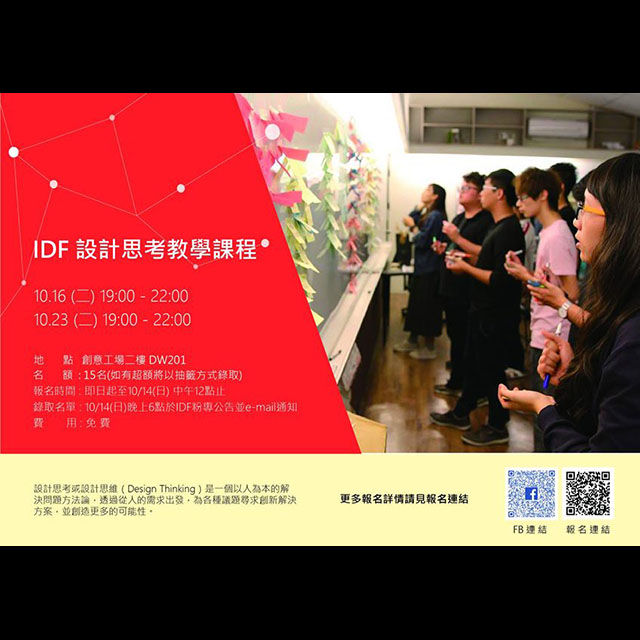 IDF 設計思考教學課程
10.16 (二) 19:00 - 22:00
10.23 (二) 19:00 - 22:00
地 點 創意工場二樓 DW201
名 額 : 15名(如有超額將以抽籤方式錄取)
報名時間 : 即日起至10/14(日) 中午12點止
錄取名單 : 10/14(日)晚上6點於IDF粉專公告並e-mail通知
費 用 : 免 費
設計思考或設計思維 ( Design Thinking ) 是一個以人為本的解
決問題方法論，透過從人的需求出發，為各種議題尋求創新解決
方案，並創造更多的可能性。
更多報名詳情請見報名連結
FB 連 結
報 名 連 結